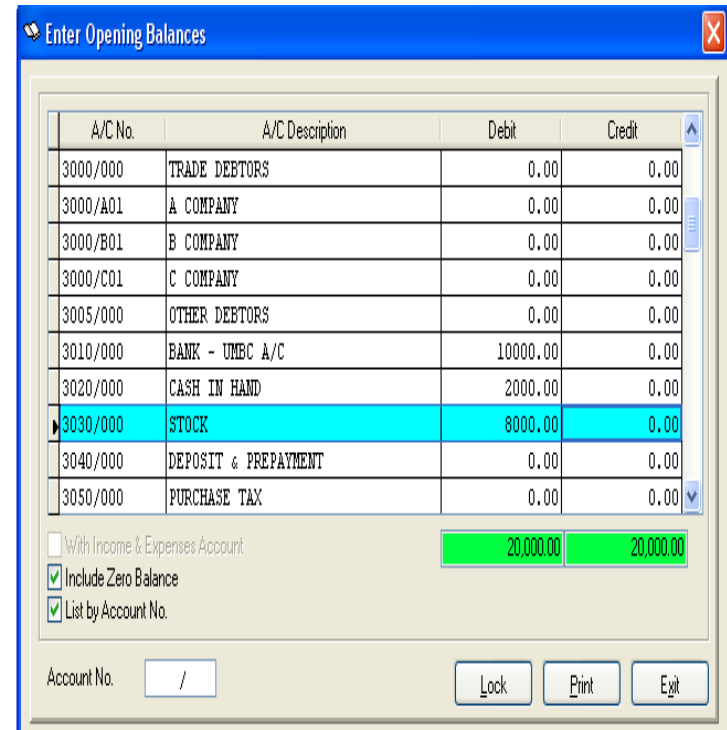 Enter Opening Balances
A/C No. A/C Description Debit Credit
3000/000 TRADE DEBTORS 0.00 0.00
3000/A01 A COMPANY 0.00 0.00
3000/B01 B COMPANY 0.00 0.00
3000/C01 C COMPANY 0.00 0.00
3005/000 OTHER DEBTORS 0.00 0.00
3010/000 BANK - UMBC A/C 10000.00 0.00
3020/000 CASH IN HAND 2000.00 0.00
3030/000 STOCK 8000.00 0.00
3040/000 DEPOSIT & PREPAYMENT 0.00 0.00
3050/000 PURCHASE TAX 0.00 0.00
With Income & Expenses Account 20,000.00 20,000.00
Include Zero Balance
List by Account No.
Account No. / Lock Print Exit